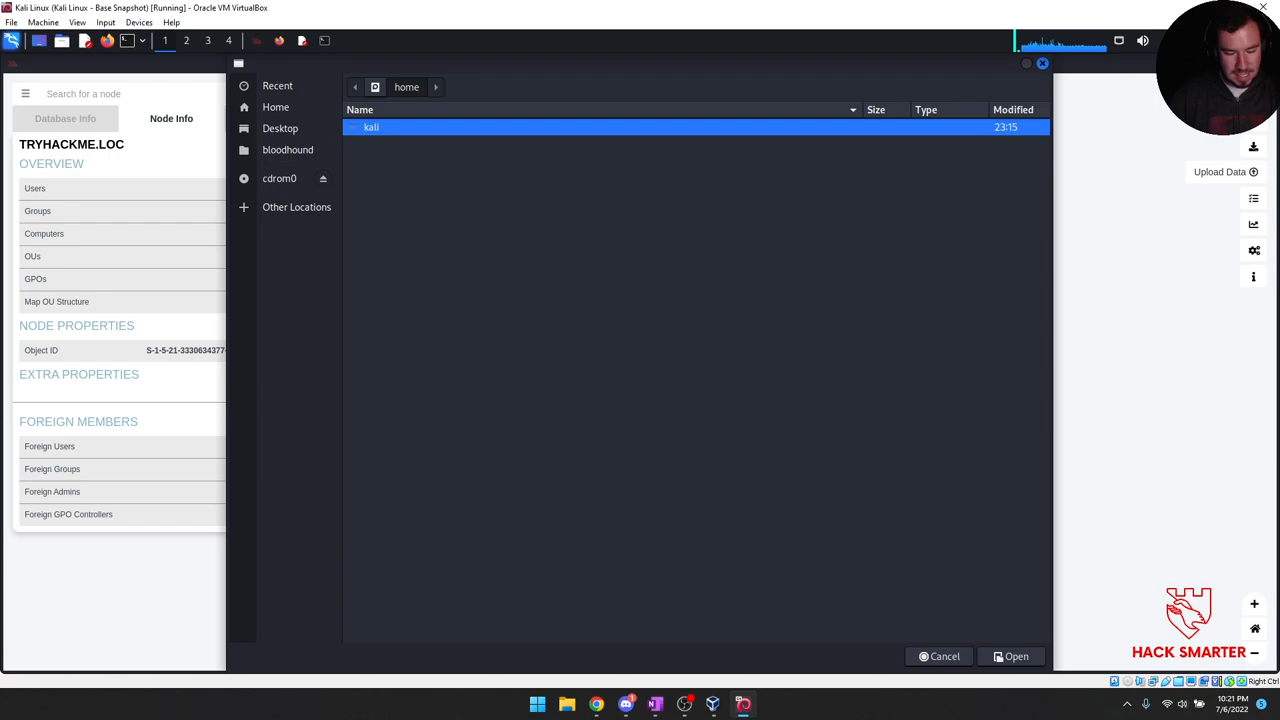 Kali Linux (Kali Linux - Base Snapshot) [Running] - Oracle VM VirtualBox
File Machine View Input Devices Help
1 2 3 4
Search for a node
Database Info Node Info
TRYHACKME.LOC
OVERVIEW
Users
Groups
Computers
OUs
GPOs
Map OU Structure
NODE PROPERTIES
Object ID S-1-5-21-3330634377-
EXTRA PROPERTIES
FOREIGN MEMBERS
Foreign Users
Foreign Groups
Foreign Admins
Foreign GPO Controllers
Recent
Home
Desktop
bloodhound
cdrom0
Other Locations
home
Name Size Type Modified
kali 23:15
Cancel Open
Upload Data
HACK SMARTER
Right Ctrl
1
10:21 PM
7/6/2022
5